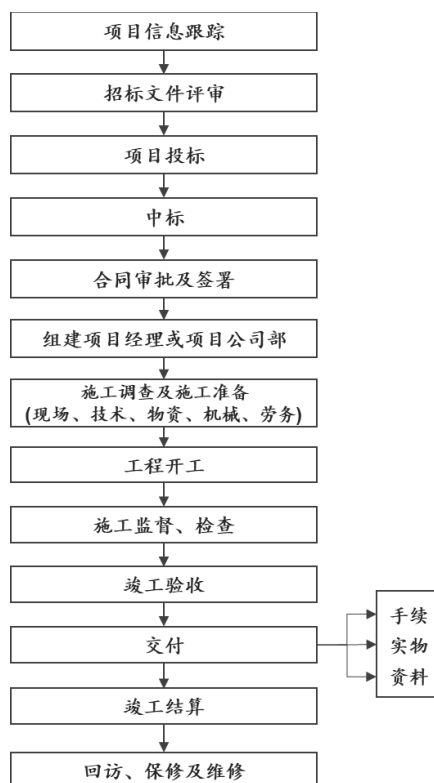 项目信息跟踪
招标文件评审
项目投标
中标
合同审批及签署
组建项目经理或项目公司部
施工调查及施工准备
(现场、技术、物资、机械、劳务)
工程开工
施工监督、检查
竣工验收
交付
手续
实物
资料
竣工结算
回访、保修及维修